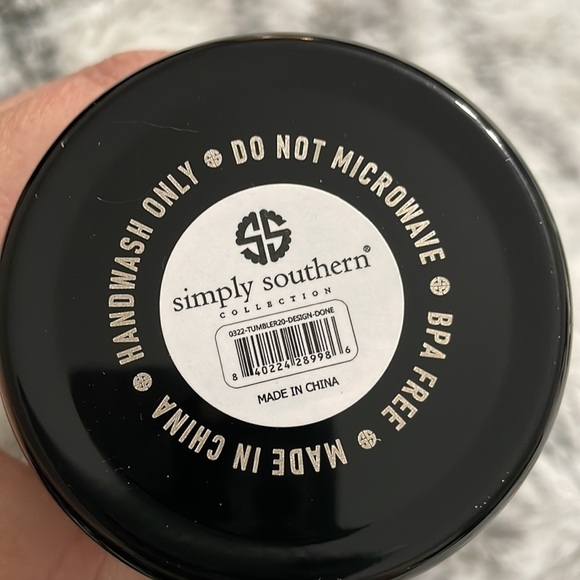 HANDWASH ONLY
DO NOT MICROWAVE
BPA FREE
MADE IN CHINA
SS
simply southern®
COLLECTION
0322-TUMBLER20-DESIGN-DONE
8 40224 28998 6
MADE IN CHINA